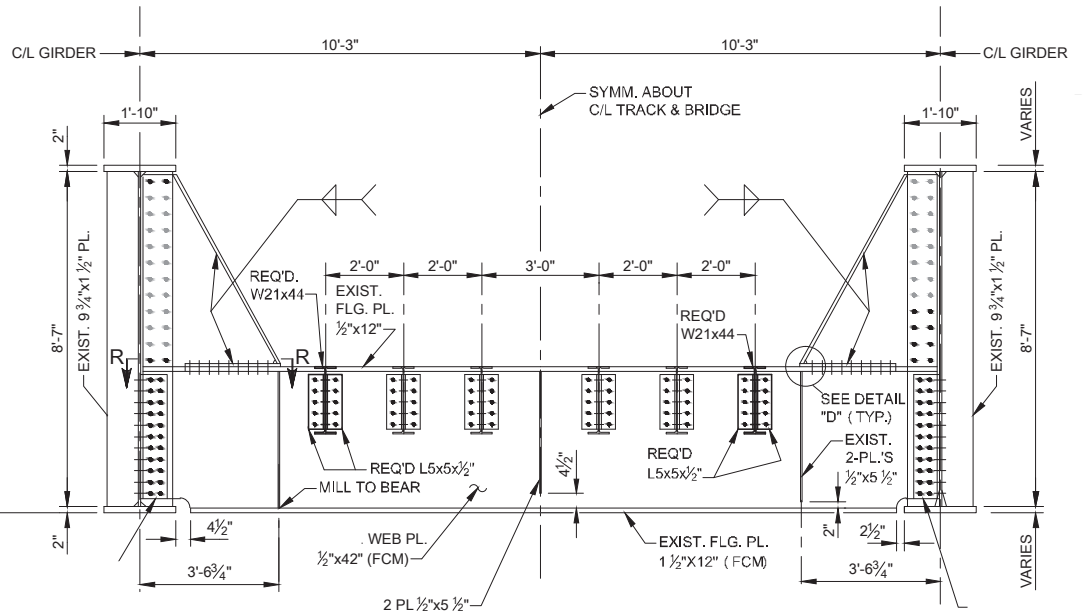 C/L GIRDER
10'-3"
10'-3"
C/L GIRDER
SYMM. ABOUT
C/L TRACK & BRIDGE
1'-10"
1'-10"
VARIES
2"
8'-7"
EXIST. 9 3/4"x1 1/2" PL.
2'-0"
2'-0"
3'-0"
2'-0"
2'-0"
REQ'D.
W21x44
EXIST.
FLG. PL.
1/2"x12"
REQ'D
W21x44
R
R
EXIST. 9 3/4"x1 1/2" PL.
8'-7"
SEE DETAIL
"D" (TYP.)
EXIST.
2-PL.'S
1/2"x5 1/2"
REQ'D L5x5x1/2"
MILL TO BEAR
4 1/2"
REQ'D
L5x5x1/2"
2"
4 1/2"
. WEB PL.
1/2"x42" (FCM)
EXIST. FLG. PL.
1 1/2"X12" (FCM)
2"
2 1/2"
VARIES
3'-6 3/4"
3'-6 3/4"
2 PL 1/2"x5 1/2"